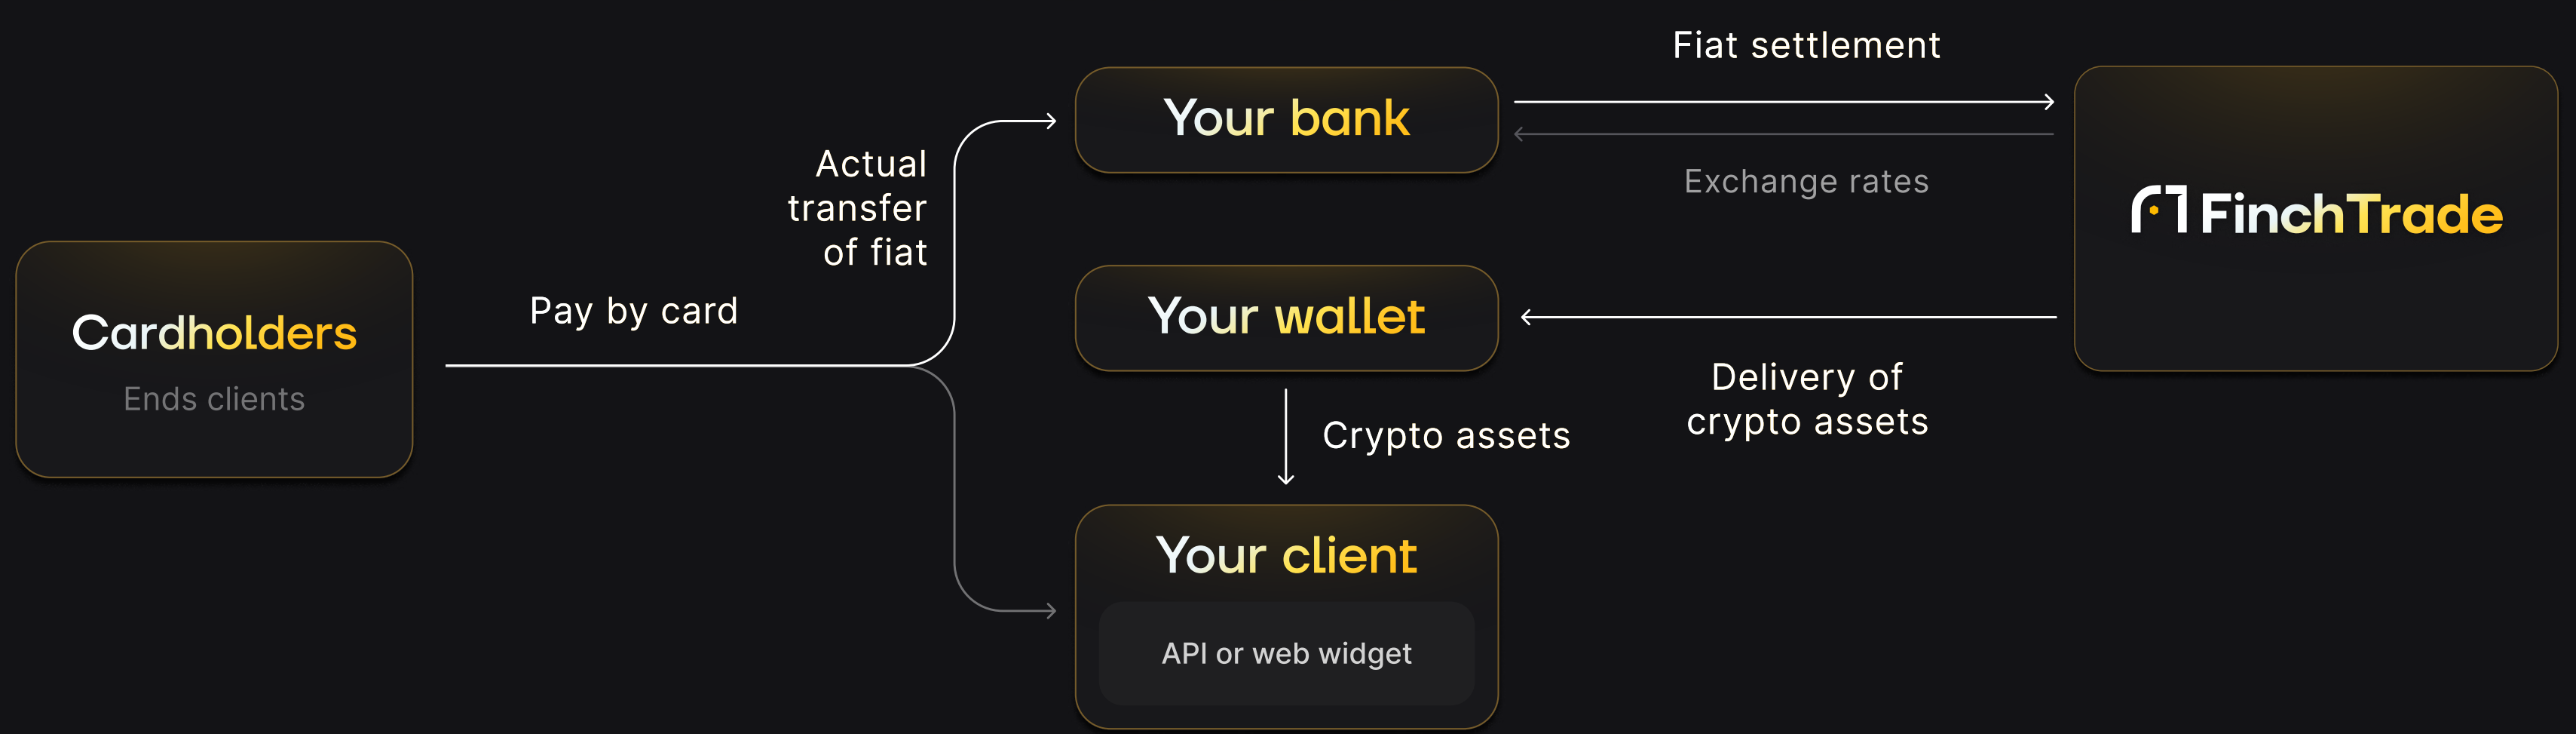 Fiat settlement
Your bank
Exchange rates
Actual
transfer
of fiat
FinchTrade
Pay by card
Your wallet
Cardholders
Ends clients
Delivery of
crypto assets
Crypto assets
Your client
API or web widget